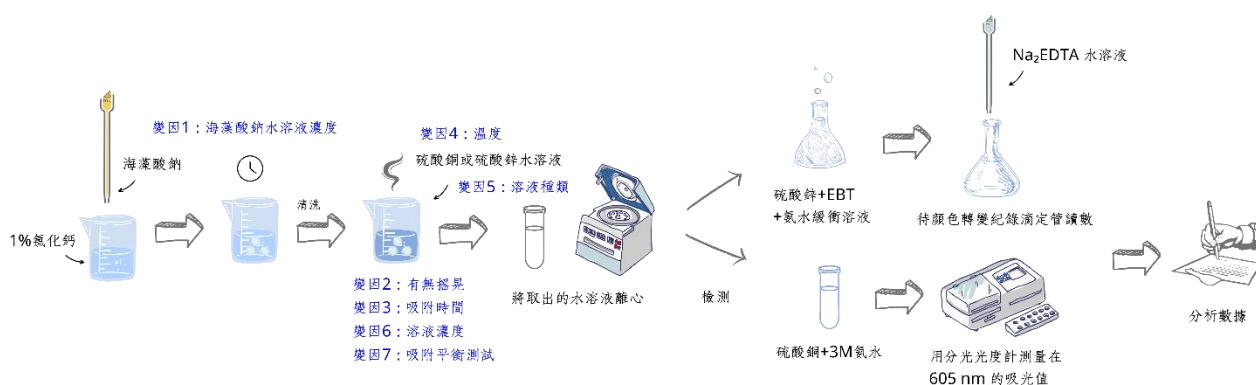 海藻酸鈉
1%氯化鈣
變因1：海藻酸鈉水溶液濃度
清洗
變因4：溫度
硫酸銅或硫酸鋅水溶液
變因5：溶液種類
變因2：有無搖晃
變因3：吸附時間
變因6：溶液濃度
變因7：吸附平衡測試
將取出的水溶液離心
檢測
硫酸鋅+EBT
+氨水緩衝溶液
Na₂EDTA 水溶液
待顏色轉變紀錄滴定管讀數
硫酸銅+3M氨水
用分光光度計測量在
605 nm 的吸光值
分析數據